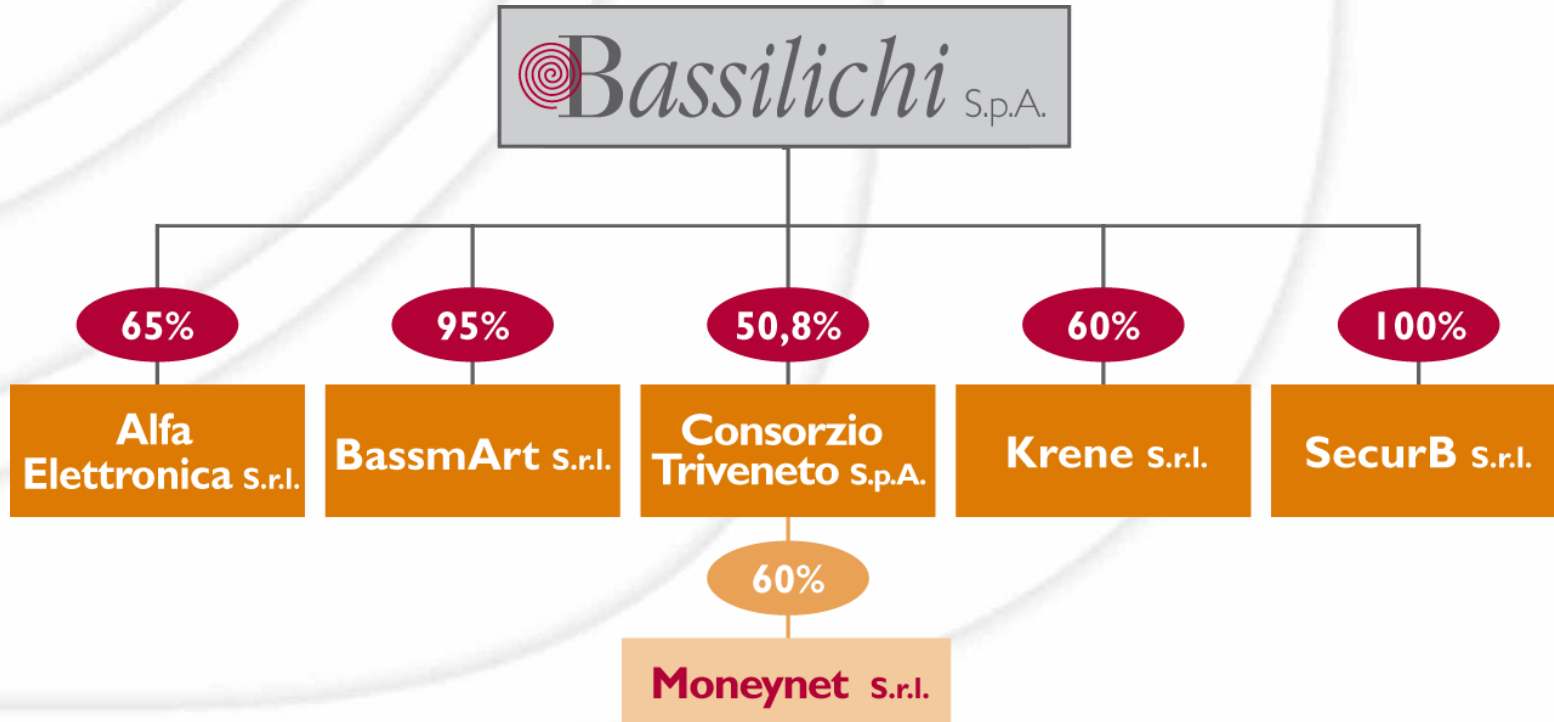 Bassilichi S.p.A.
65%
95%
50,8%
60%
100%
Alfa
Elettronica S.r.l.
BassmArt S.r.l.
Consorzio
Triveneto S.p.A.
Krene S.r.l.
SecurB S.r.l.
60%
Moneynet S.r.l.